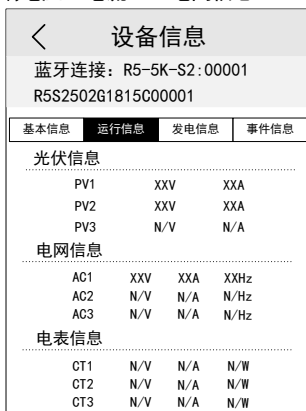 设备信息
蓝牙连接: R5-5K-S2:00001
R5S2502G1815C00001
基本信息 运行信息 发电信息 事件信息
光伏信息
PV1 XXV XXA
PV2 XXV XXA
PV3 N/V N/A
电网信息
AC1 XXV XXA XXHz
AC2 N/V N/A N/Hz
AC3 N/V N/A N/Hz
电表信息
CT1 N/V N/A N/W
CT2 N/V N/A N/W
CT3 N/V N/A N/W